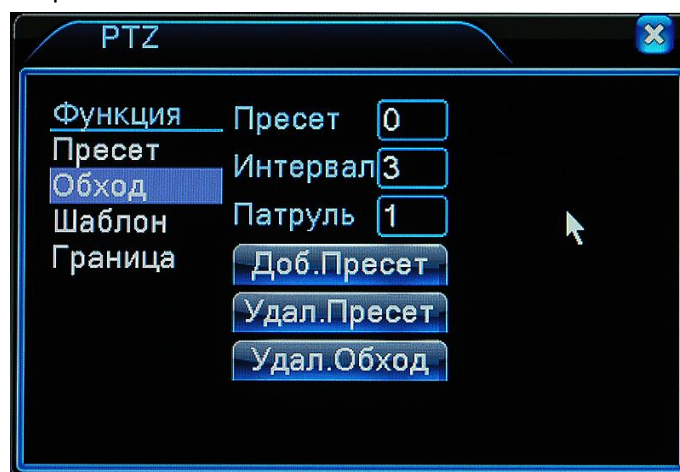 PTZ
Функция
Пресет
Обход
Шаблон
Граница
Пресет 0
Интервал 3
Патруль 1
Доб.Пресет
Удал.Пресет
Удал.Обход